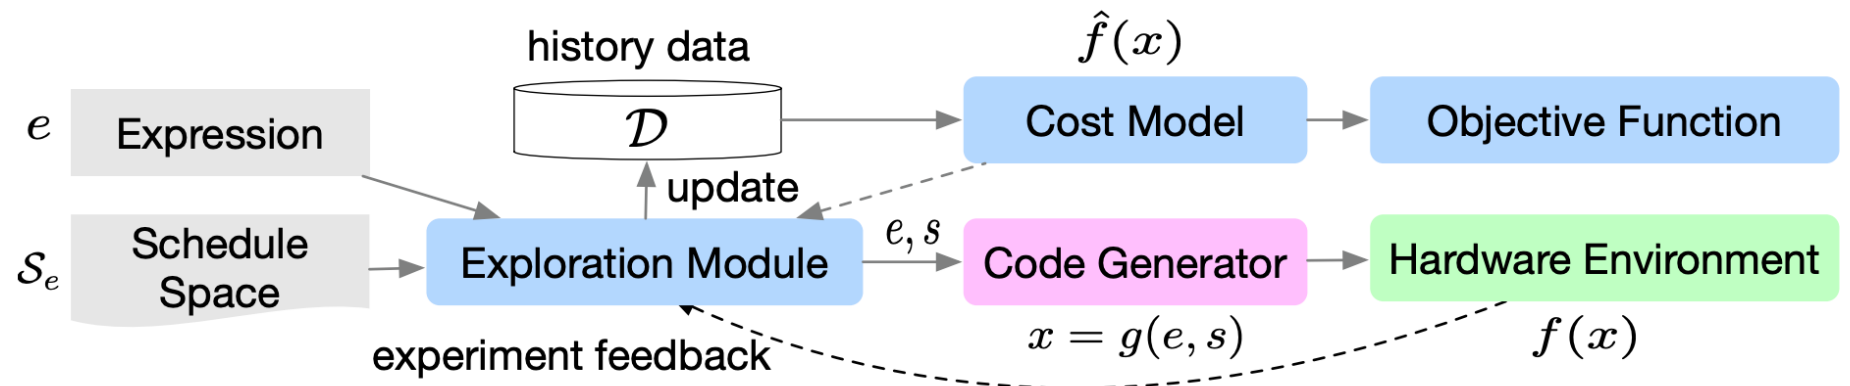 history data
f̂(x)
e
Expression
𝒟
Cost Model
Objective Function
update
𝒮ₑ
Schedule
Space
Exploration Module
e, s
Code Generator
Hardware Environment
experiment feedback
x = g(e, s)
f(x)